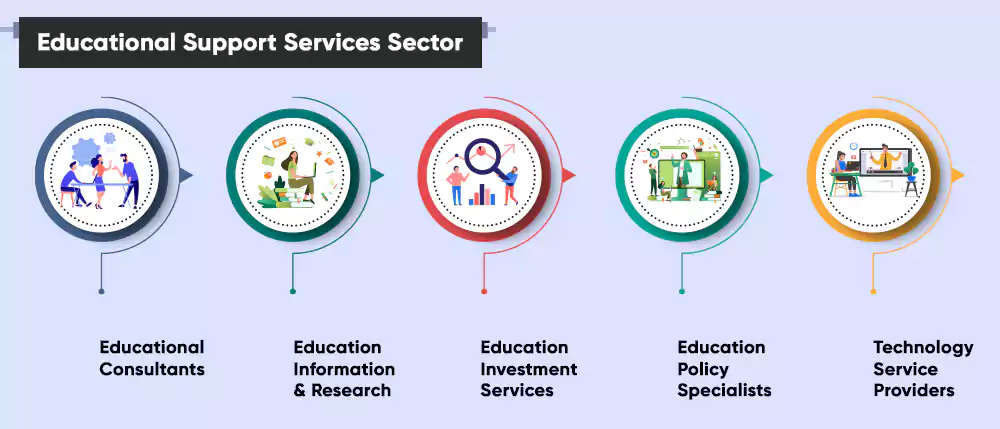 Educational Support Services Sector
Educational
Consultants
Education
Information
& Research
Education
Investment
Services
Education
Policy
Specialists
Technology
Service
Providers